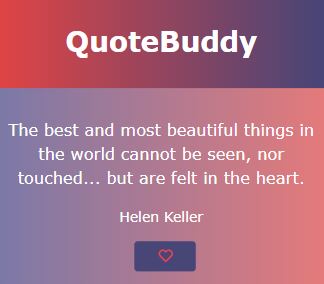 QuoteBuddy
The best and most beautiful things in
the world cannot be seen, nor
touched... but are felt in the heart.
Helen Keller